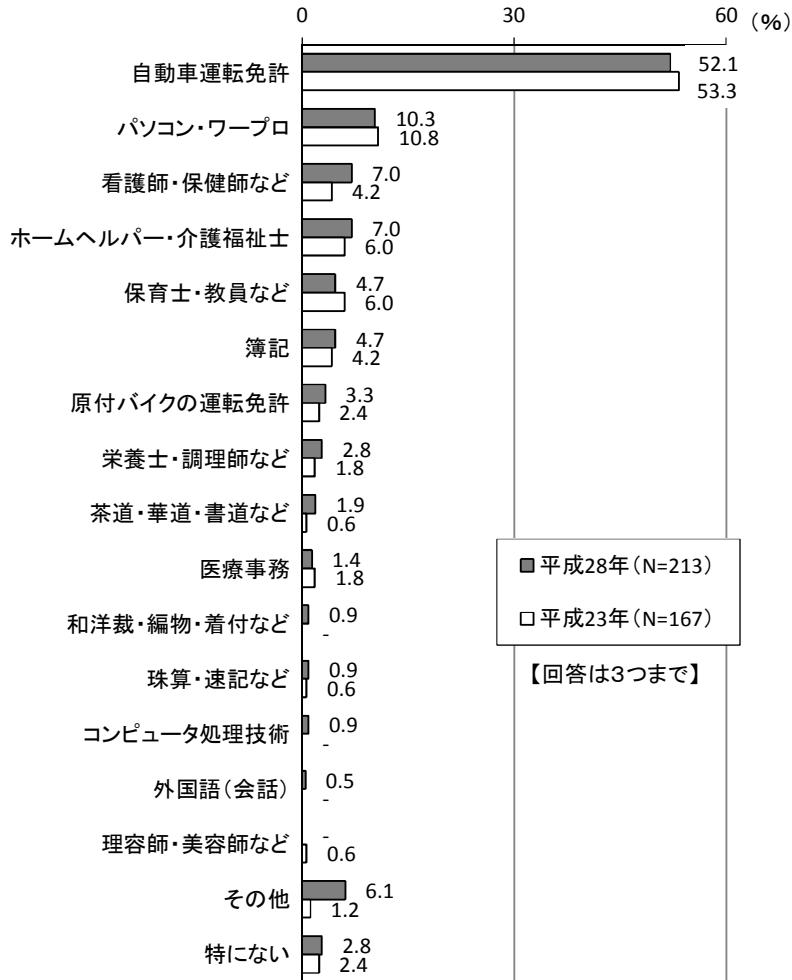 0 30 60 (%)
自動車運転免許 52.1
53.3
パソコン・ワープロ 10.3
10.8
看護師・保健師など 7.0
4.2
ホームヘルパー・介護福祉士 7.0
6.0
保育士・教員など 4.7
6.0
簿記 4.7
4.2
原付バイクの運転免許 3.3
2.4
栄養士・調理師など 2.8
1.8
茶道・華道・書道など 1.9
0.6
医療事務 1.4
1.8
和洋裁・編物・着付など 0.9
-
珠算・速記など 0.9
0.6
コンピュータ処理技術 0.9
-
外国語(会話) 0.5
-
理容師・美容師など -
0.6
その他 6.1
1.2
特にない 2.8
2.4
平成28年(N=213)
平成23年(N=167)
【回答は3つまで】